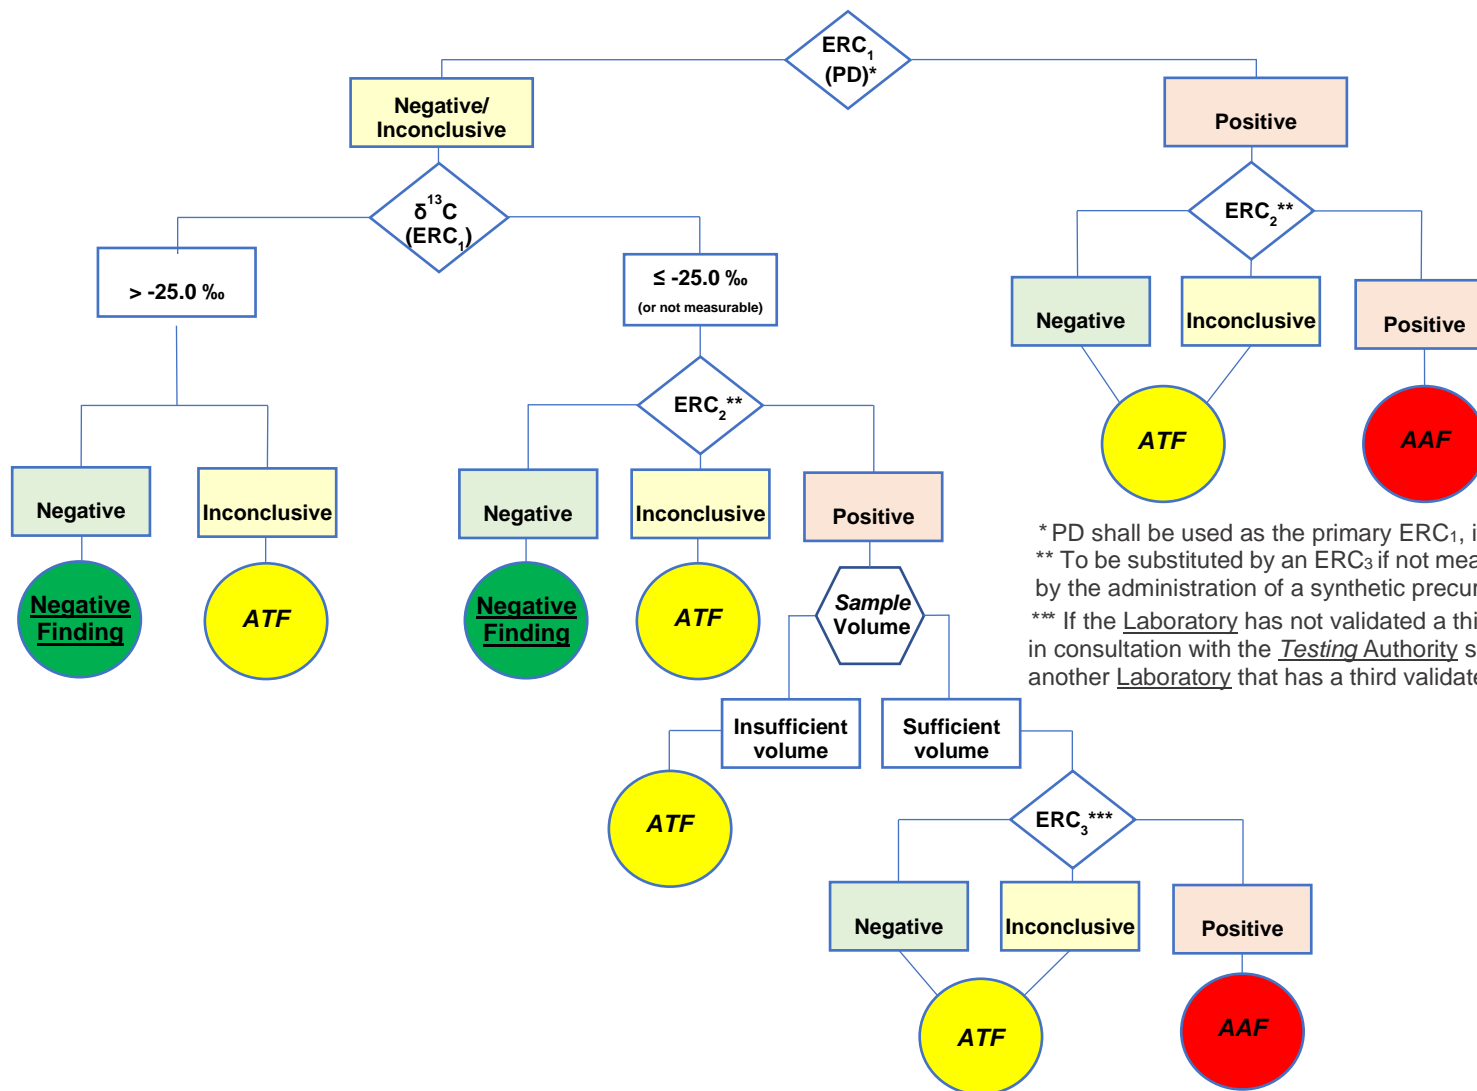 ERC1
(PD)*
Negative/
Inconclusive
Positive
δ13C
(ERC1)
ERC2**
> -25.0 ‰
≤ -25.0 ‰
(or not measurable)
Negative
Inconclusive
Positive
ERC2**
ATF
AAF
Negative
Inconclusive
Negative
Inconclusive
Positive
* PD shall be used as the primary ERC1,
** To be substituted by an ERC3 if not
by the administration of a synthetic
*** If the Laboratory has not validated a
in consultation with the Testing Authority
another Laboratory that has a third
Negative
Finding
ATF
Negative
Finding
ATF
Sample
Volume
Insufficient
volume
Sufficient
volume
ATF
ERC3***
Negative
Inconclusive
Positive
ATF
AAF